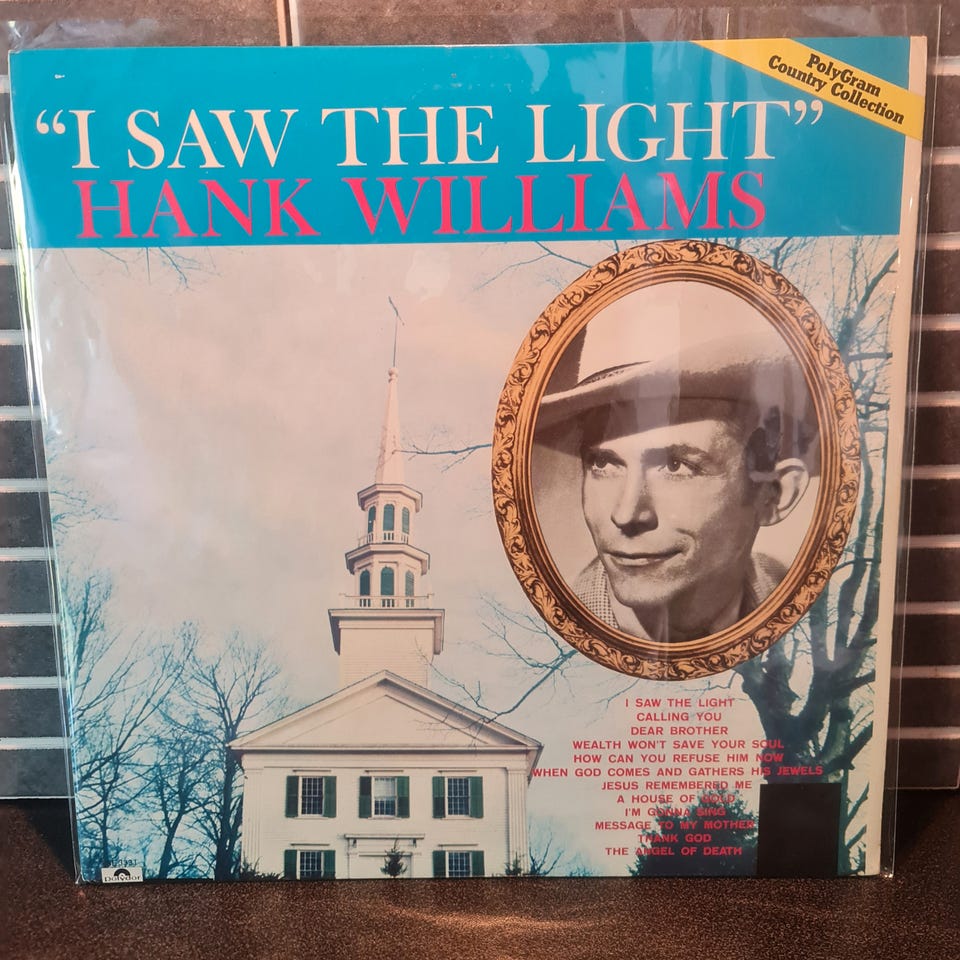 PolyGram
Country Collection
“I SAW THE LIGHT”
HANK WILLIAMS
I SAW THE LIGHT
CALLING YOU
DEAR BROTHER
WEALTH WON'T SAVE YOUR SOUL
HOW CAN YOU REFUSE HIM NOW
WHEN GOD COMES AND GATHERS HIS JEWELS
JESUS REMEMBERED ME
A HOUSE OF GOLD
I'M GONNA SING
MESSAGE TO MY MOTHER
THANK GOD
THE ANGEL OF DEATH
polydor